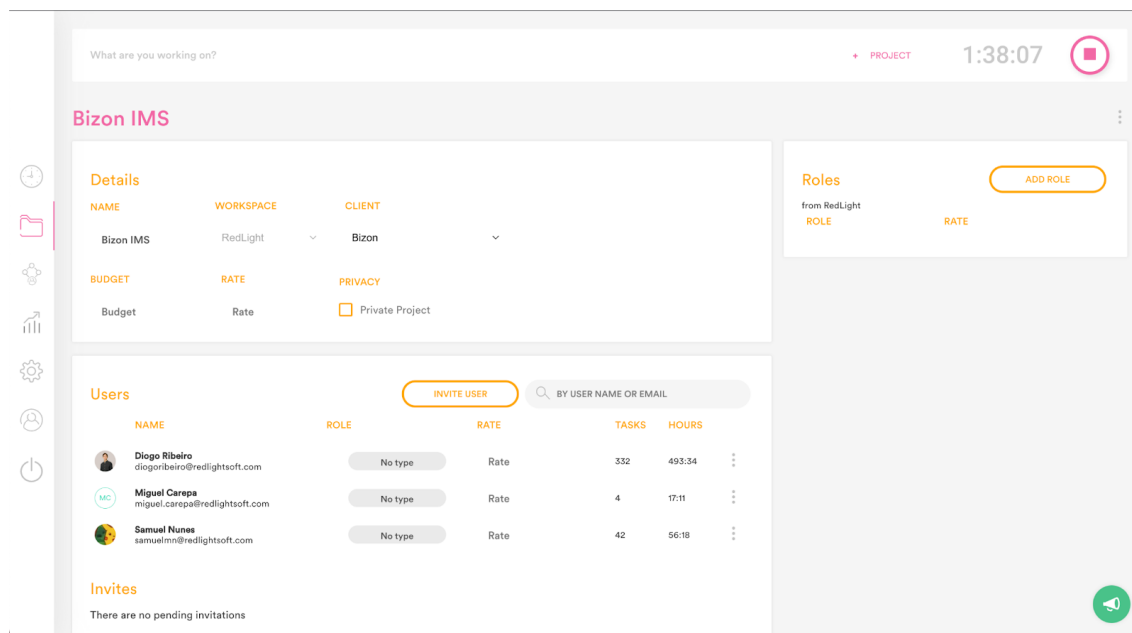 What are you working on?
+ PROJECT
1:38:07
Bizon IMS
Details
NAME WORKSPACE CLIENT
Bizon IMS RedLight Bizon
BUDGET RATE PRIVACY
Budget Rate Private Project
Roles
ADD ROLE
from RedLight
ROLE RATE
Users
INVITE USER
BY USER NAME OR EMAIL
NAME ROLE RATE TASKS HOURS
Diogo Ribeiro
diogoribeiro@redlightsoft.com
No type Rate 332 493:34
MC
Miguel Carepa
miguel.carepa@redlightsoft.com
No type Rate 4 17:11
Samuel Nunes
samuelmn@redlightsoft.com
No type Rate 42 56:18
Invites
There are no pending invitations